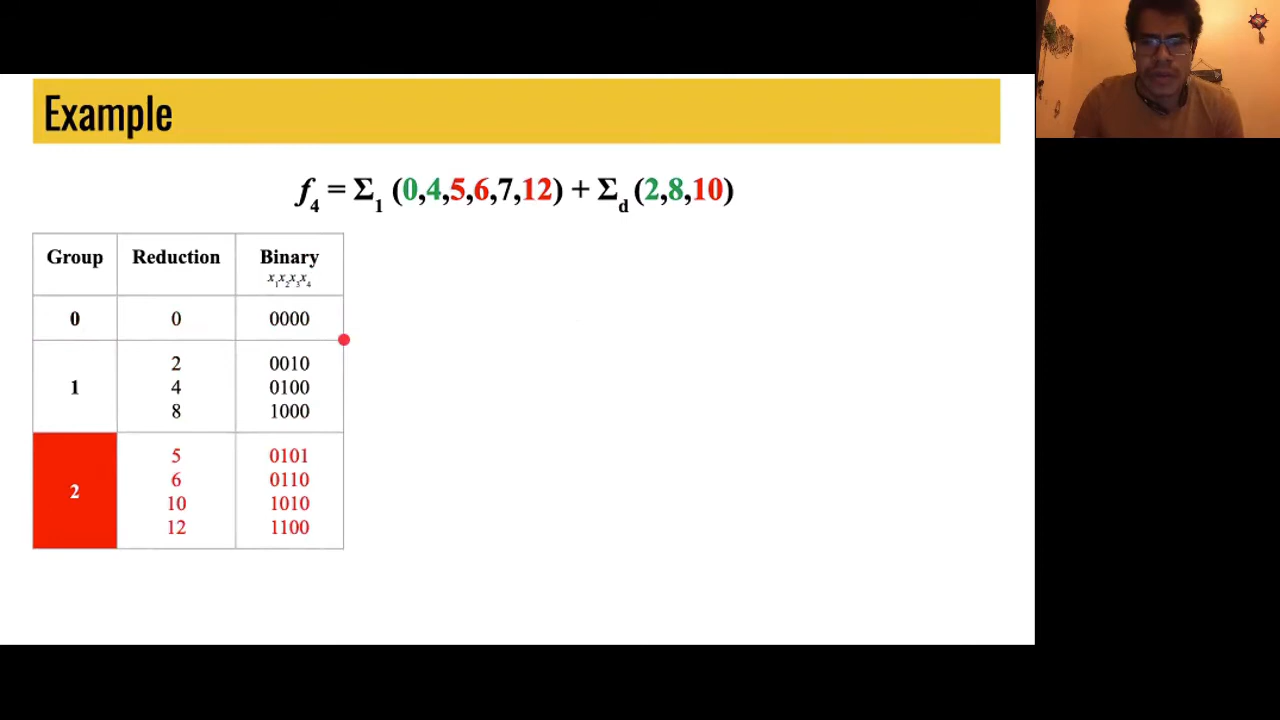 Example
f4 = Σ1 (0,4,5,6,7,12) + Σd (2,8,10)
Group Reduction Binary
x1x2x3x4
0 0 0000
1
2 0010
4 0100
8 1000
2
5 0101
6 0110
10 1010
12 1100